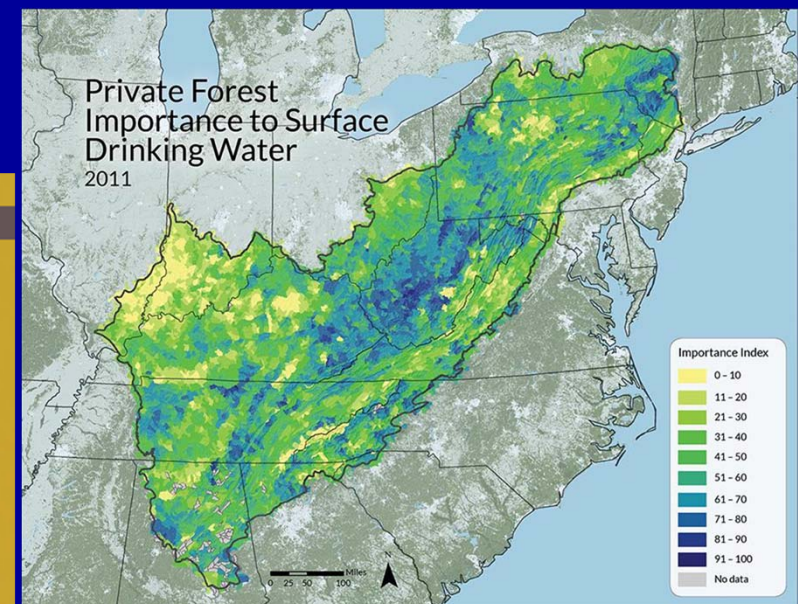 Private Forest
Importance to Surface
Drinking Water
2011
Importance Index
0 – 10
11 – 20
21 – 30
31 – 40
41 – 50
51 – 60
61 – 70
71 – 80
81 – 90
91 – 100
No data
N
Miles
0 25 50 100